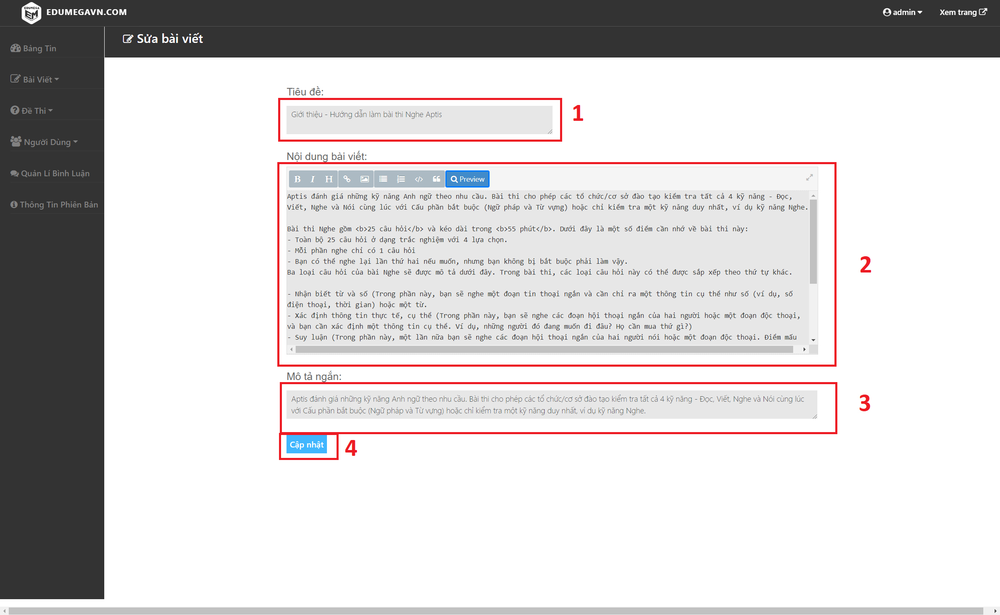 EDUMEGA
EM
EDUMEGAVN.COM
admin
Xem trang
Sửa bài viết
Bảng Tin
Bài Viết
Đề Thi
Người Dùng
Quản Lí Bình Luận
Thông Tin Phiên Bản
Tiêu đề:
Giới thiệu - Hướng dẫn làm bài thi Nghe Aptis
1
Nội dung bài viết:
B I H Preview
Aptis đánh giá những kỹ năng Anh ngữ theo nhu cầu. Bài thi cho phép các tổ chức/cơ sở đào tạo kiểm tra tất cả 4 kỹ năng - Đọc,
Viết, Nghe và Nói cùng lúc với Cấu phần bắt buộc (Ngữ pháp và Từ vựng) hoặc chỉ kiểm tra một kỹ năng duy nhất, ví dụ kỹ năng Nghe.
Bài thi Nghe gồm <b>25 câu hỏi</b> và kéo dài trong <b>55 phút</b>. Dưới đây là một số điểm cần nhớ về bài thi này:
- Toàn bộ 25 câu hỏi ở dạng trắc nghiệm với 4 lựa chọn.
- Mỗi phần nghe chỉ có 1 câu hỏi
- Bạn có thể nghe lại lần thứ hai nếu muốn, nhưng bạn không bị bắt buộc phải làm vậy.
Ba loại câu hỏi của bài Nghe sẽ được mô tả dưới đây. Trong bài thi, các loại câu hỏi này có thể được sắp xếp theo thứ tự khác.
- Nhận biết từ và số (Trong phần này, bạn sẽ nghe một đoạn tin thoại ngắn và cần chỉ ra một thông tin cụ thể như số (ví dụ, số
điện thoại, thời gian) hoặc một từ.
- Xác định thông tin thực tế, cụ thể (Trong phần này, bạn sẽ nghe các đoạn hội thoại ngắn của hai người hoặc một đoạn độc thoại,
và bạn cần xác định một thông tin cụ thể. Ví dụ, những người đó đang muốn đi đâu? Họ cần mua thứ gì?)
- Suy luận (Trong phần này, một lần nữa bạn sẽ nghe các đoạn hội thoại ngắn của hai người nói hoặc một đoạn độc thoại. Điểm mấu
2
Mô tả ngắn:
Aptis đánh giá những kỹ năng Anh ngữ theo nhu cầu. Bài thi cho phép các tổ chức/cơ sở đào tạo kiểm tra tất cả 4 kỹ năng - Đọc, Viết, Nghe và Nói cùng lúc
với Cấu phần bắt buộc (Ngữ pháp và Từ vựng) hoặc chỉ kiểm tra một kỹ năng duy nhất, ví dụ kỹ năng Nghe.
3
Cập nhật
4